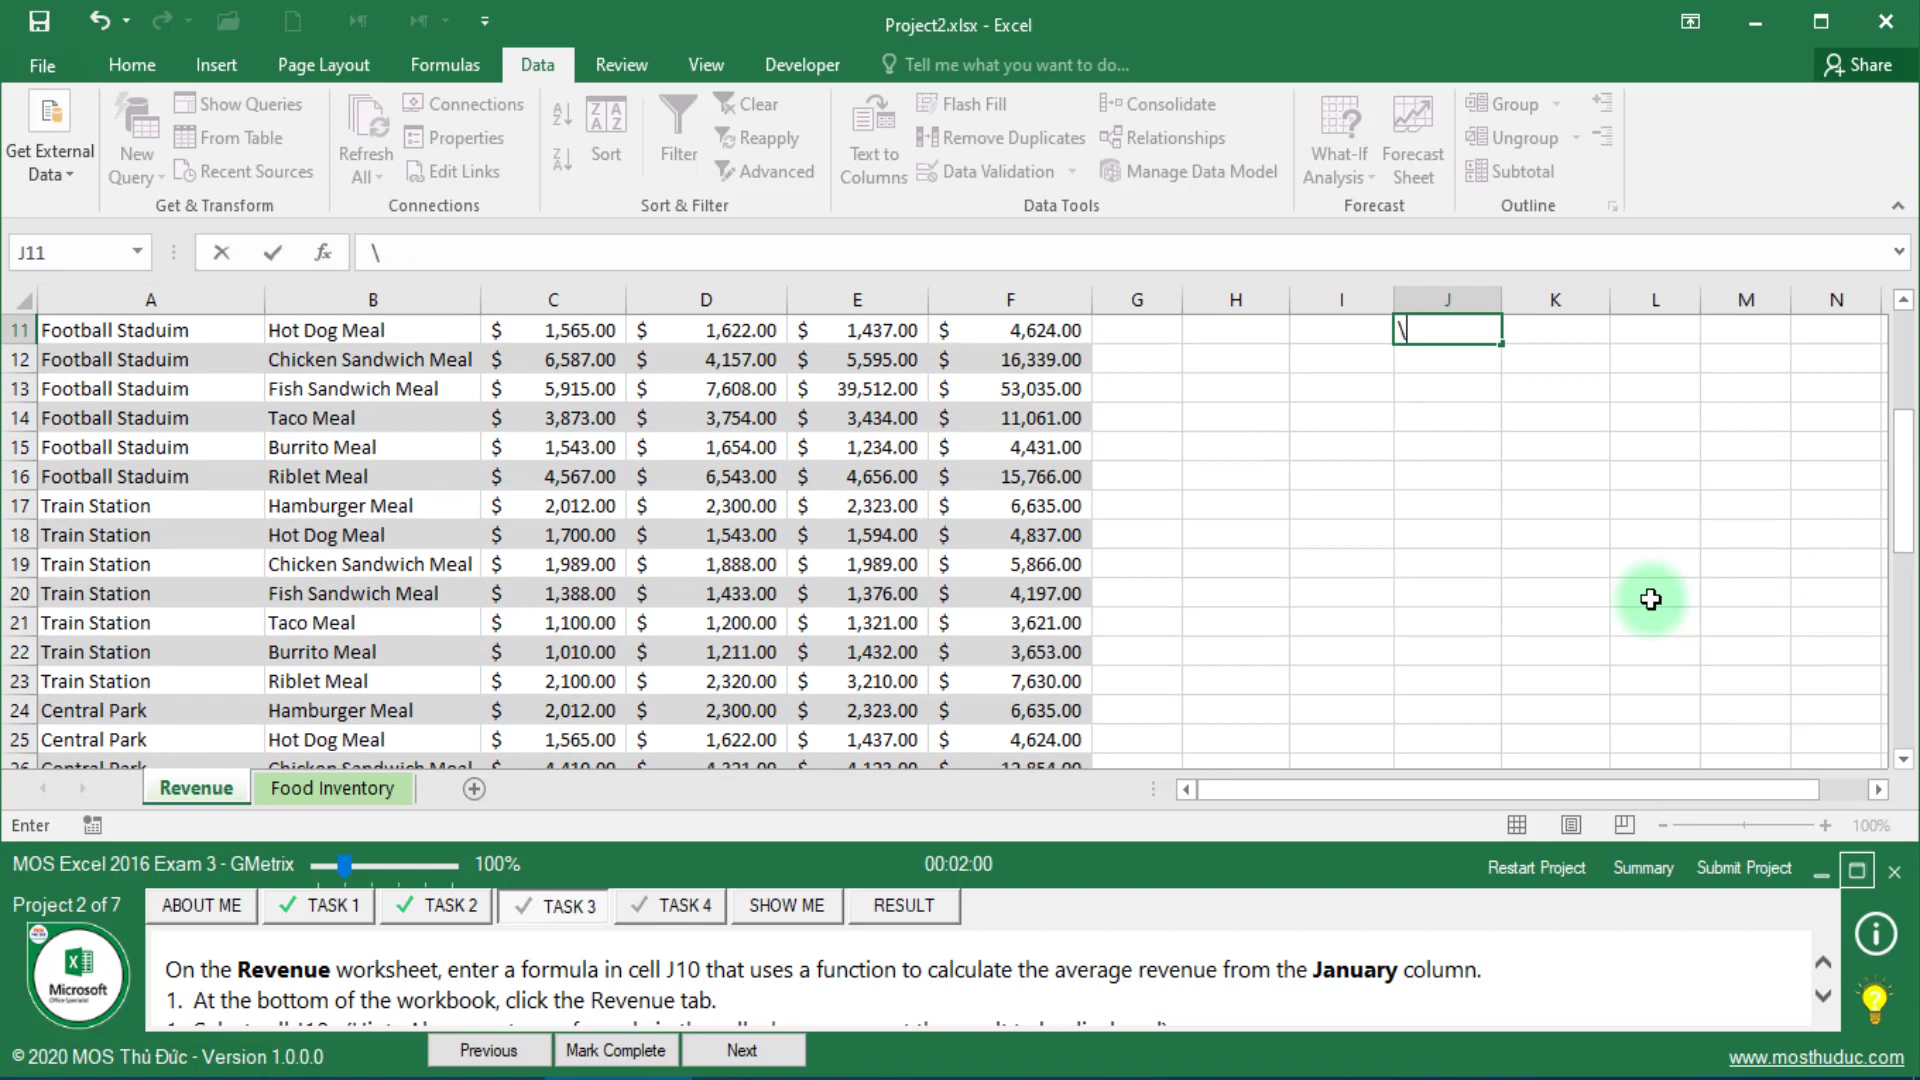 Project2.xlsx - Excel
File Home Insert Page Layout Formulas Data Review View Developer Tell me what you want to do... Share
Get External Data
New Query
Show Queries
From Table
Recent Sources
Get & Transform
Refresh All
Connections
Properties
Edit Links
Connections
Sort
Filter
Clear
Reapply
Advanced
Sort & Filter
Text to Columns
Flash Fill
Remove Duplicates
Data Validation
Consolidate
Relationships
Manage Data Model
Data Tools
What-If Analysis
Forecast Sheet
Forecast
Group
Ungroup
Subtotal
Outline
J11 fx \
A B C D E F G H I J K L M N
11 Football Staduim Hot Dog Meal $ 1,565.00 $ 1,622.00 $ 1,437.00 $ 4,624.00 \
12 Football Staduim Chicken Sandwich Meal $ 6,587.00 $ 4,157.00 $ 5,595.00 $ 16,339.00
13 Football Staduim Fish Sandwich Meal $ 5,915.00 $ 7,608.00 $ 39,512.00 $ 53,035.00
14 Football Staduim Taco Meal $ 3,873.00 $ 3,754.00 $ 3,434.00 $ 11,061.00
15 Football Staduim Burrito Meal $ 1,543.00 $ 1,654.00 $ 1,234.00 $ 4,431.00
16 Football Staduim Riblet Meal $ 4,567.00 $ 6,543.00 $ 4,656.00 $ 15,766.00
17 Train Station Hamburger Meal $ 2,012.00 $ 2,300.00 $ 2,323.00 $ 6,635.00
18 Train Station Hot Dog Meal $ 1,700.00 $ 1,543.00 $ 1,594.00 $ 4,837.00
19 Train Station Chicken Sandwich Meal $ 1,989.00 $ 1,888.00 $ 1,989.00 $ 5,866.00
20 Train Station Fish Sandwich Meal $ 1,388.00 $ 1,433.00 $ 1,376.00 $ 4,197.00
21 Train Station Taco Meal $ 1,100.00 $ 1,200.00 $ 1,321.00 $ 3,621.00
22 Train Station Burrito Meal $ 1,010.00 $ 1,211.00 $ 1,432.00 $ 3,653.00
23 Train Station Riblet Meal $ 2,100.00 $ 2,320.00 $ 3,210.00 $ 7,630.00
24 Central Park Hamburger Meal $ 2,012.00 $ 2,300.00 $ 2,323.00 $ 6,635.00
25 Central Park Hot Dog Meal $ 1,565.00 $ 1,622.00 $ 1,437.00 $ 4,624.00
Revenue Food Inventory
Enter 100%
MOS Excel 2016 Exam 3 - GMetrix 100% 00:02:00 Restart Project Summary Submit Project
Project 2 of 7 ABOUT ME TASK 1 TASK 2 TASK 3 TASK 4 SHOW ME RESULT
Microsoft
On the Revenue worksheet, enter a formula in cell J10 that uses a function to calculate the average revenue from the January column.
1. At the bottom of the workbook, click the Revenue tab.
© 2020 MOS Thủ Đức - Version 1.0.0.0 Previous Mark Complete Next www.mosthuduc.com